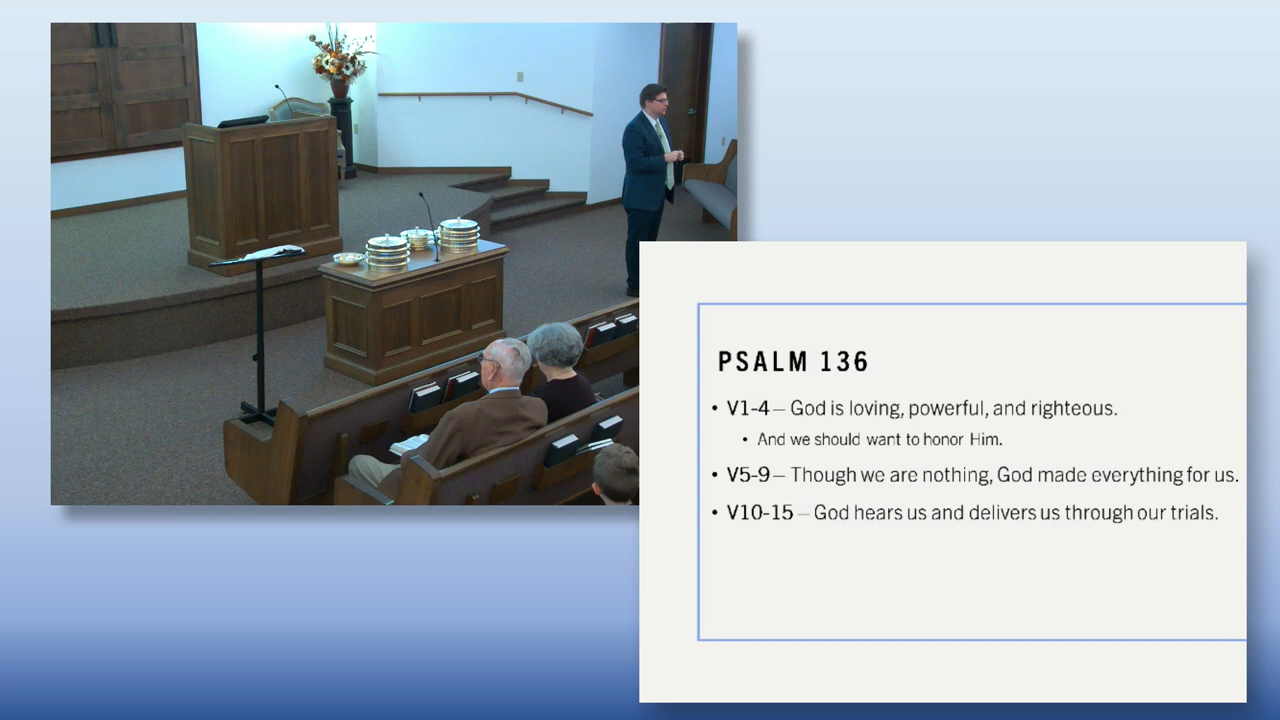 PSALM 136
• V1-4 – God is loving, powerful, and righteous.
• And we should want to honor Him.
• V5-9 – Though we are nothing, God made everything for us.
• V10-15 – God hears us and delivers us through our trials.